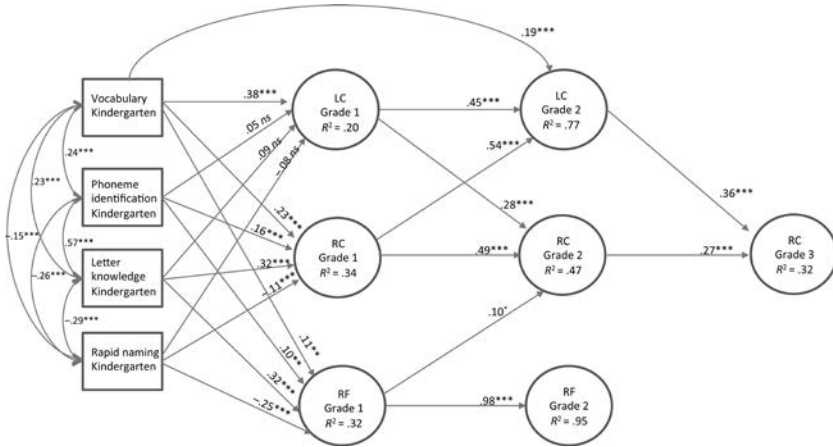 .19***
Vocabulary
Kindergarten
.38***
LC
Grade 1
R² = .20
.45***
LC
Grade 2
R² = .77
.05 ns
.09 ns
–.08 ns
.54***
.24***
.23***
Phoneme
identification
Kindergarten
.23***
.16***
.28***
.36***
–.15***
.57***
–.26***
Letter
knowledge
Kindergarten
.32***
–.11***
RC
Grade 1
R² = .34
.49***
RC
Grade 2
R² = .47
.27***
RC
Grade 3
R² = .32
–.29***
Rapid naming
Kindergarten
.11**
.10**
.32***
–.25***
.10*
RF
Grade 1
R² = .32
.98***
RF
Grade 2
R² = .95